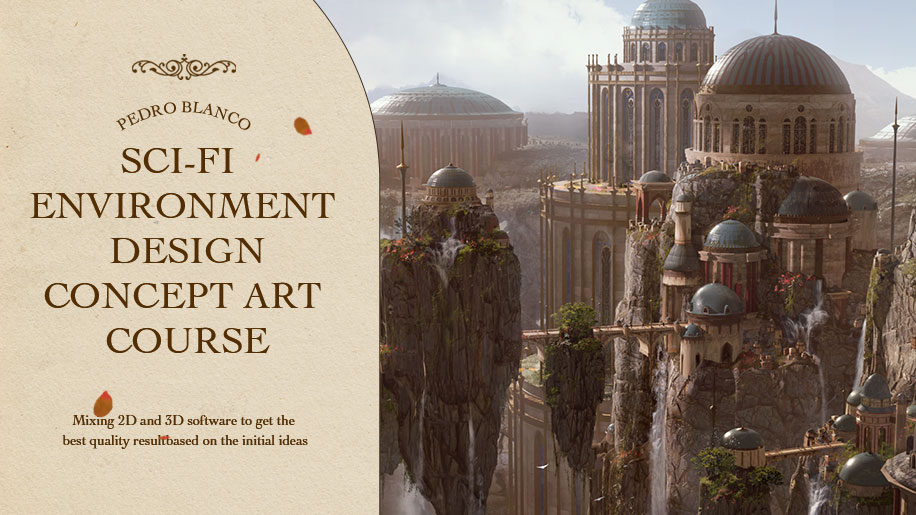 PEDRO BLANCO
SCI-FI
ENVIRONMENT
DESIGN
CONCEPT ART
COURSE
Mixing 2D and 3D software to get the
best quality resultbased on the initial ideas